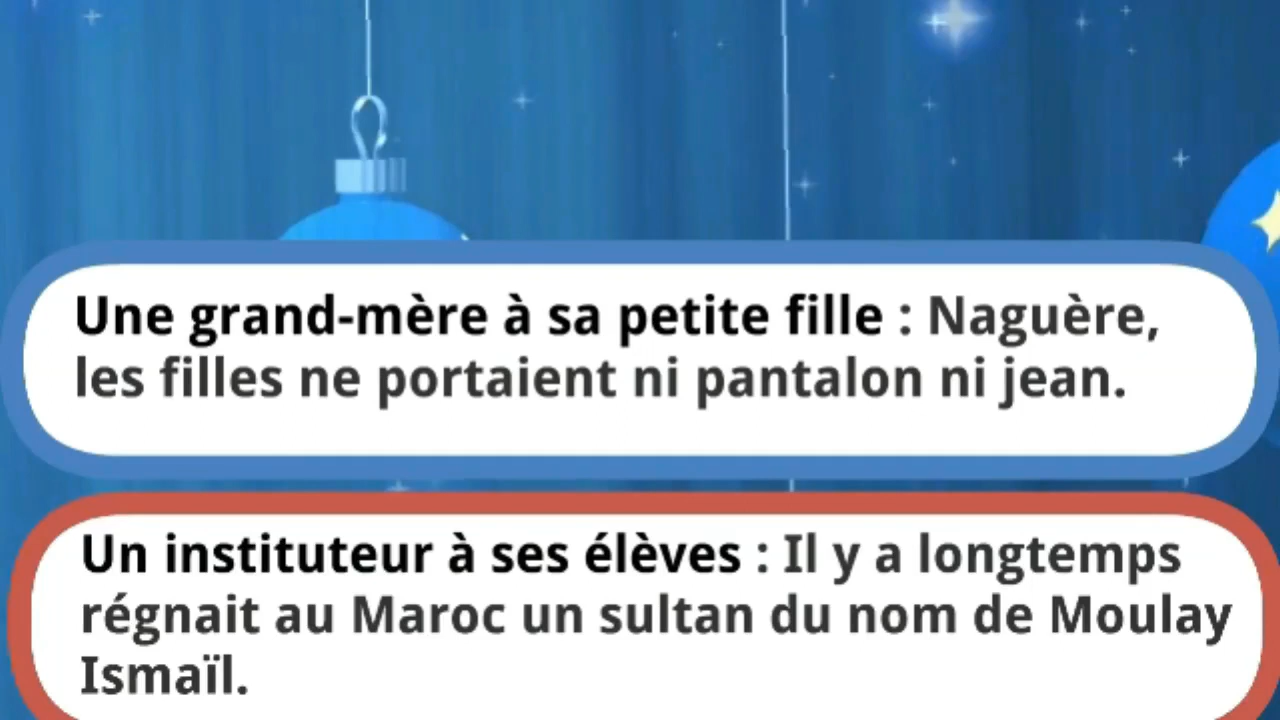 Une grand-mère à sa petite fille : Naguère,
les filles ne portaient ni pantalon ni jean.
Un instituteur à ses élèves : Il y a longtemps
régnait au Maroc un sultan du nom de Moulay
Ismaïl.